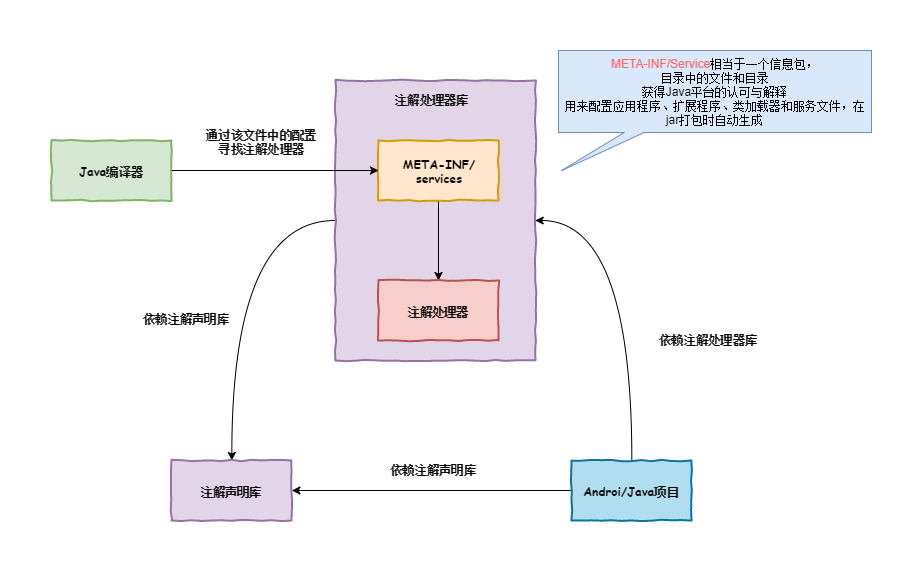 META-INF/Service相当于一个信息包，
目录中的文件和目录
获得Java平台的认可与解释
用来配置应用程序、扩展程序、类加载器和服务文件，在
jar打包时自动生成
注解处理器库
通过该文件中的配置
寻找注解处理器
Java编译器
META-INF/
services
注解处理器
依赖注解声明库
依赖注解处理器库
依赖注解声明库
注解声明库
Androi/Java项目